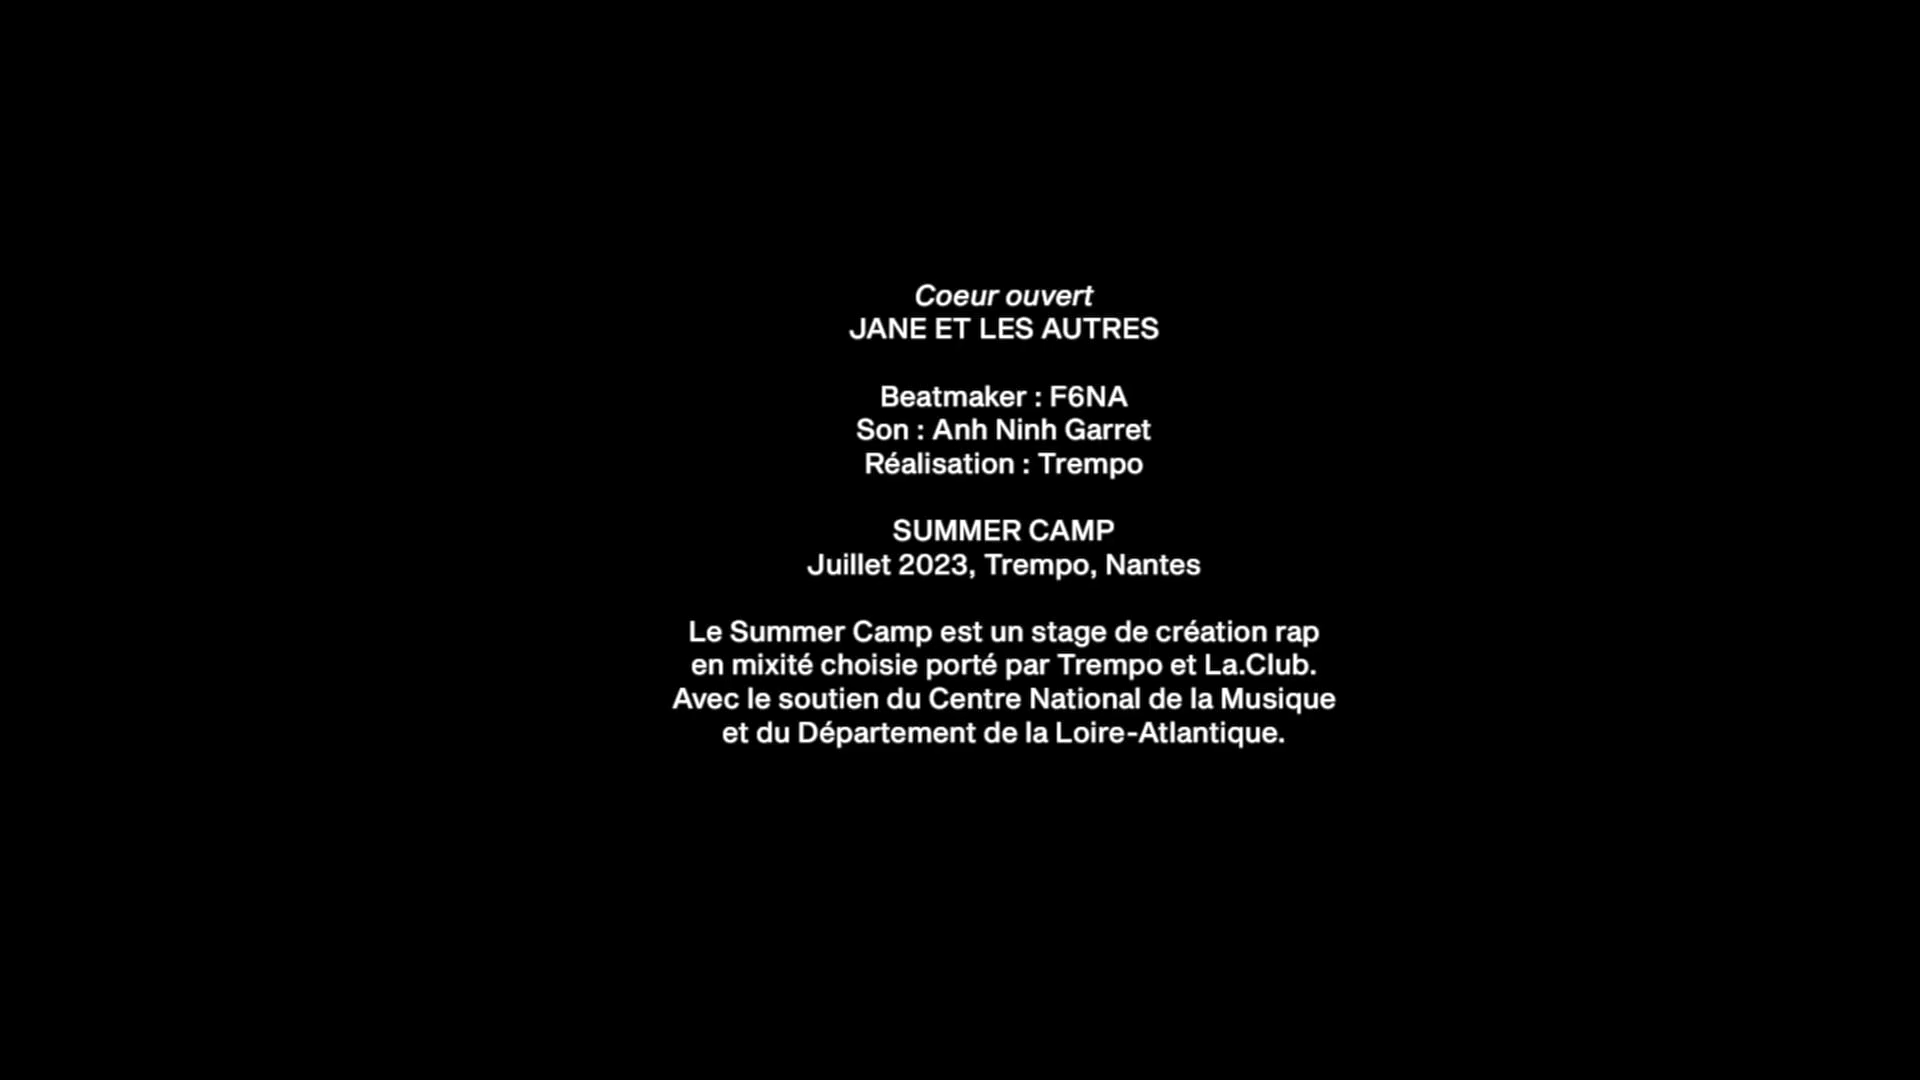 Coeur ouvert
JANE ET LES AUTRES
Beatmaker : F6NA
Son : Anh Ninh Garret
Réalisation : Trempo
SUMMER CAMP
Juillet 2023, Trempo, Nantes
Le Summer Camp est un stage de création rap
en mixité choisie porté par Trempo et La.Club.
Avec le soutien du Centre National de la Musique
et du Département de la Loire-Atlantique.